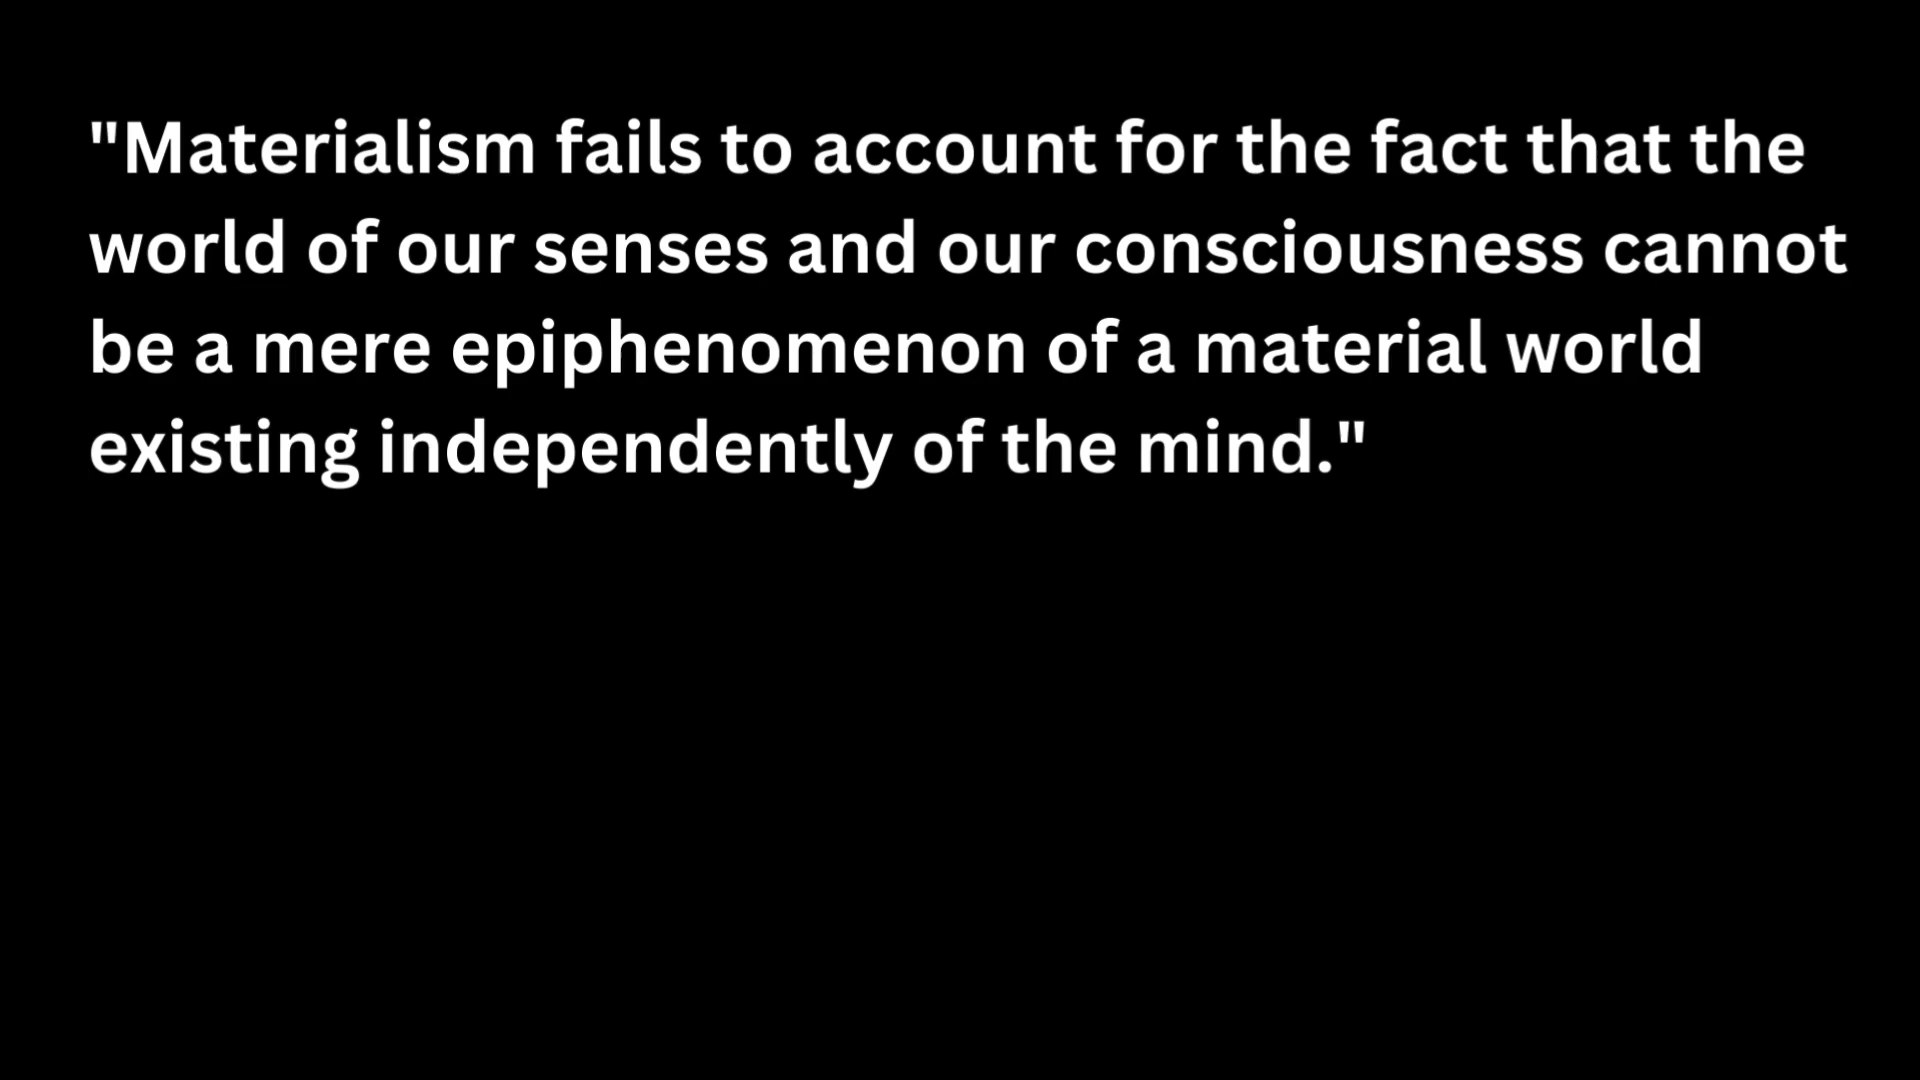 "Materialism fails to account for the fact that the
world of our senses and our consciousness cannot
be a mere epiphenomenon of a material world
existing independently of the mind."